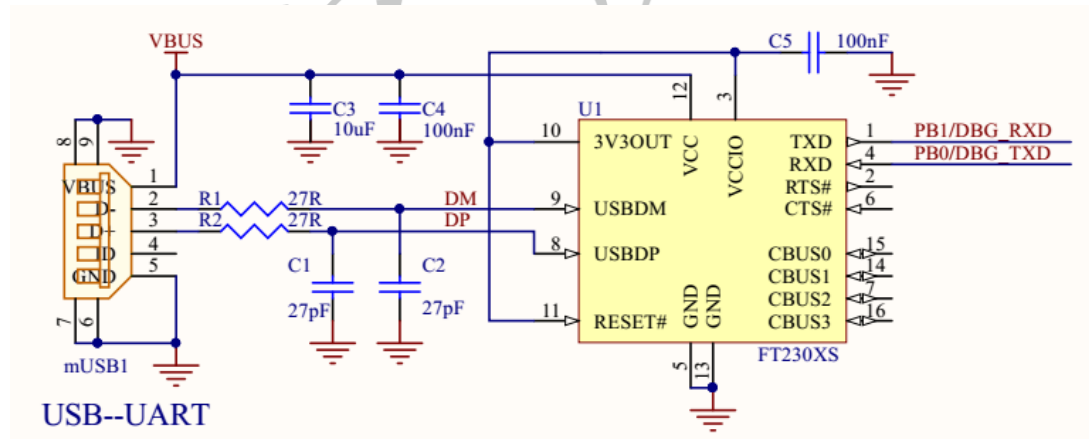 VBUS
C5
100nF
C3
10uF
C4
100nF
12
3
U1
8
9
10
3V3OUT
VCC
VCCIO
TXD
1
PB1/DBG_RXD
RXD
4
PB0/DBG_TXD
RTS#
2
CTS#
6
VBUS
1
D-
2
R1
27R
DM
9
USBDM
D+
3
R2
27R
DP
8
USBDP
ID
4
GND
5
C1
27pF
C2
27pF
CBUS0
15
CBUS1
14
CBUS2
7
CBUS3
16
11
RESET#
GND
GND
7
6
5
13
FT230XS
mUSB1
USB--UART